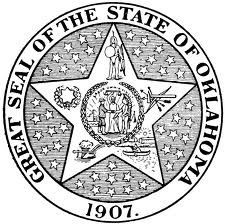 GREAT SEAL OF THE STATE OF OKLAHOMA
1907.